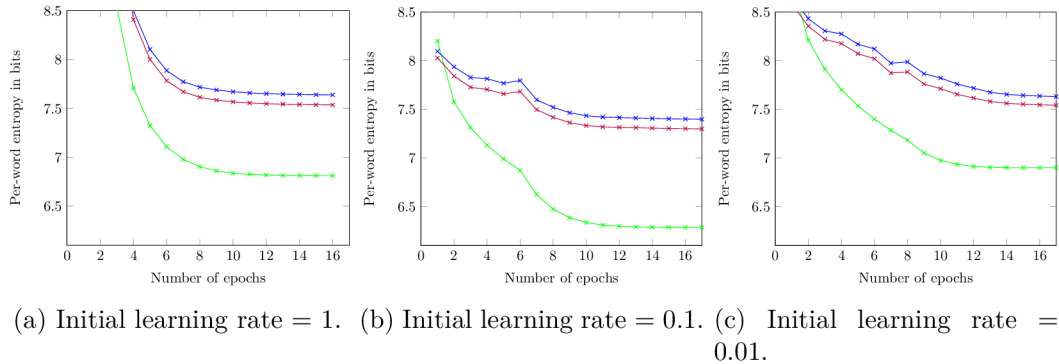 8.5
8
7.5
7
6.5
0 2 4 6 8 10 12 14 16
Number of epochs
Per-word entropy in bits
(a) Initial learning rate = 1.
8.5
8
7.5
7
6.5
0 2 4 6 8 10 12 14 16
Number of epochs
Per-word entropy in bits
(b) Initial learning rate = 0.1.
8.5
8
7.5
7
6.5
0 2 4 6 8 10 12 14 16
Number of epochs
Per-word entropy in bits
(c) Initial learning rate =
0.01.